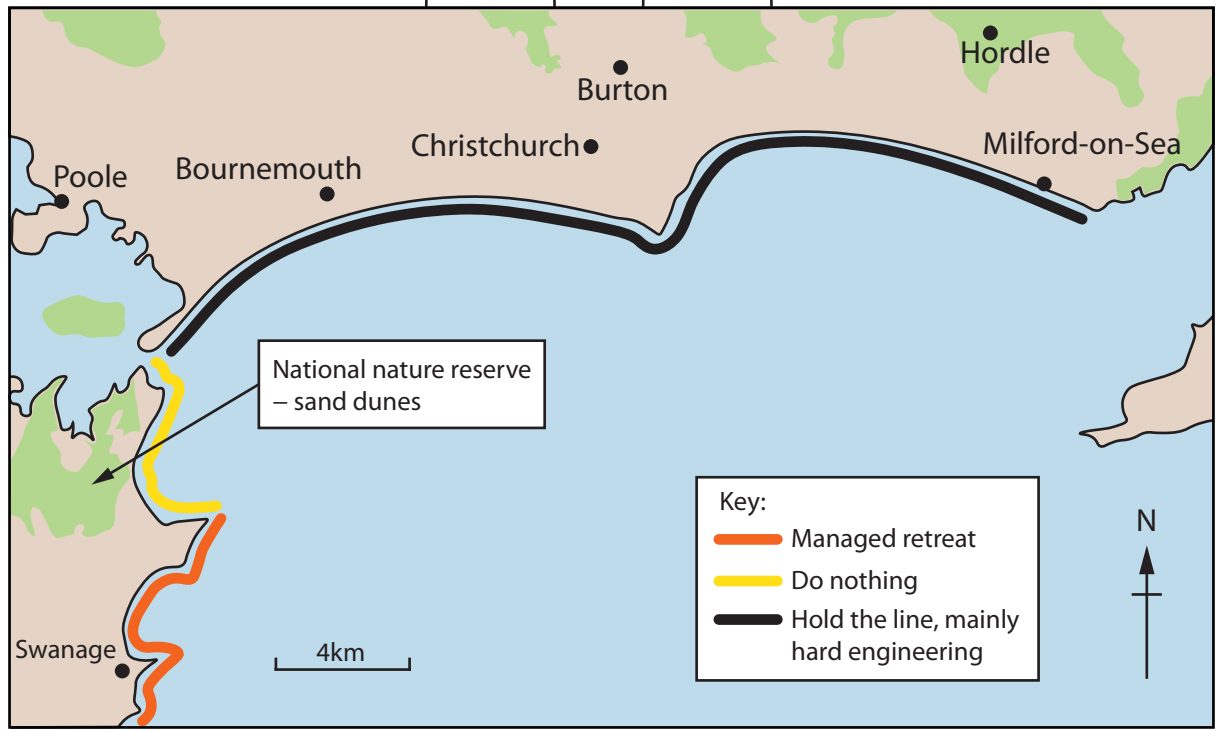 Hordle
Burton
Christchurch
Milford-on-Sea
Bournemouth
Poole
National nature reserve
– sand dunes
Key:
Managed retreat
Do nothing
Hold the line, mainly
hard engineering
N
Swanage
4km